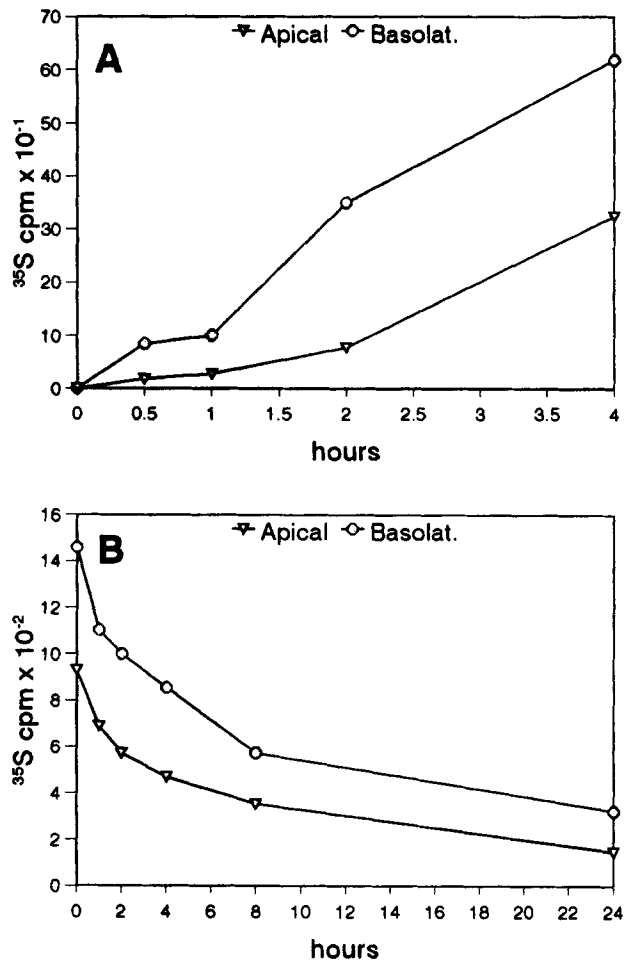 A
Apical Basolat.
70
60
50
40
30
20
10
0
³⁵S cpm x 10⁻¹
0 0.5 1 1.5 2 2.5 3 3.5 4
hours
B
Apical Basolat.
16
14
12
10
8
6
4
2
0
³⁵S cpm x 10⁻²
0 2 4 6 8 10 12 14 16 18 20 22 24
hours